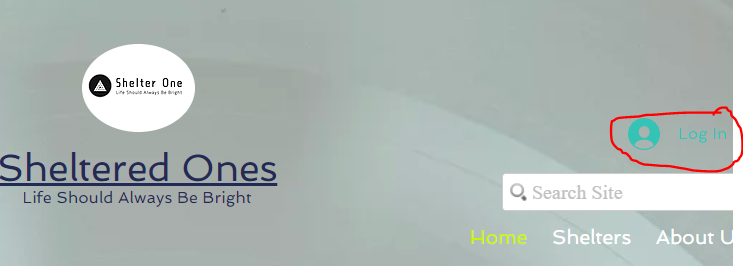 Shelter One
Life Should Always Be Bright
Log In
Sheltered Ones
Life Should Always Be Bright
Search Site
Home Shelters About U